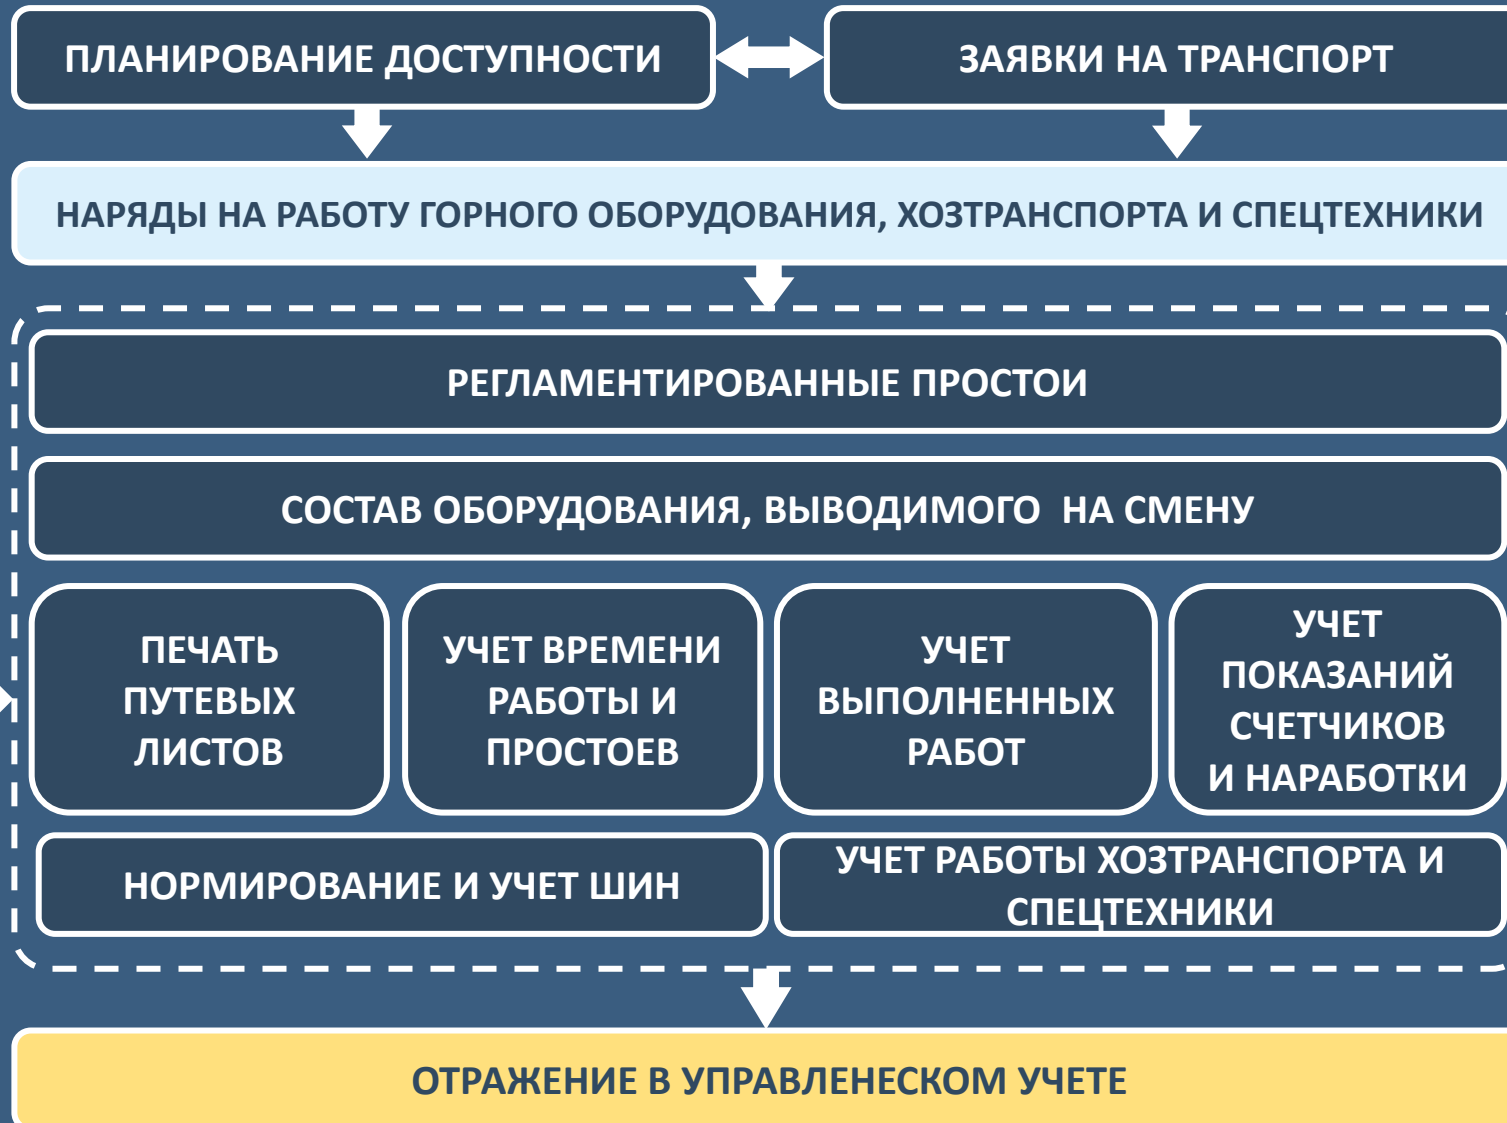 ПЛАНИРОВАНИЕ ДОСТУПНОСТИ
ЗАЯВКИ НА ТРАНСПОРТ
НАРЯДЫ НА РАБОТУ ГОРНОГО ОБОРУДОВАНИЯ, ХОЗТРАНСПОРТА И СПЕЦТЕХНИКИ
РЕГЛАМЕНТИРОВАННЫЕ ПРОСТОИ
СОСТАВ ОБОРУДОВАНИЯ, ВЫВОДИМОГО НА СМЕНУ
ПЕЧАТЬ
ПУТЕВЫХ
ЛИСТОВ
УЧЕТ ВРЕМЕНИ
РАБОТЫ И
ПРОСТОЕВ
УЧЕТ
ВЫПОЛНЕННЫХ
РАБОТ
УЧЕТ
ПОКАЗАНИЙ
СЧЕТЧИКОВ
И НАРАБОТКИ
НОРМИРОВАНИЕ И УЧЕТ ШИН
УЧЕТ РАБОТЫ ХОЗТРАНСПОРТА И
СПЕЦТЕХНИКИ
ОТРАЖЕНИЕ В УПРАВЛЕНЕСКОМ УЧЕТЕ